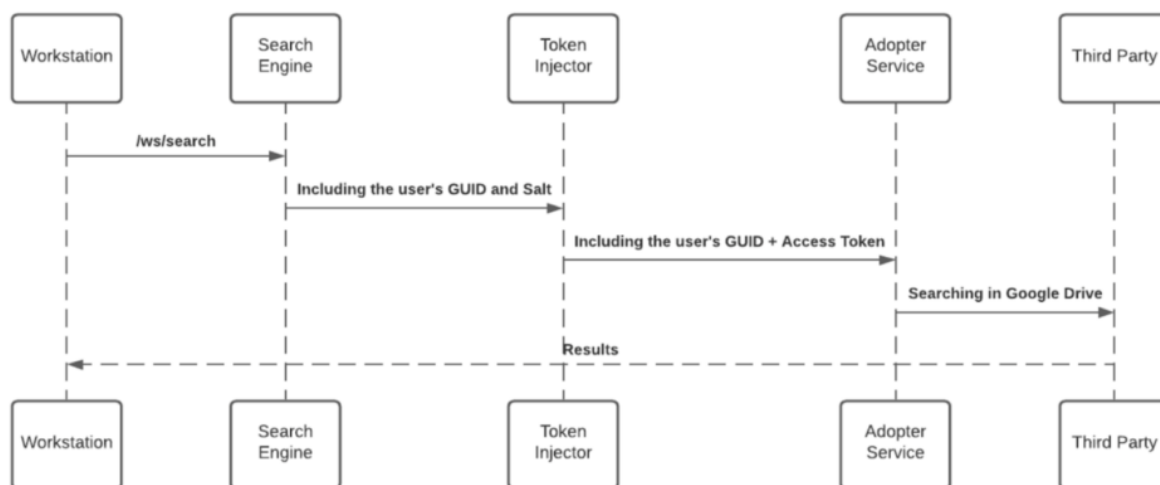 Workstation
Search
Engine
Token
Injector
Adopter
Service
Third Party
/ws/search
Including the user's GUID and Salt
Including the user's GUID + Access Token
Searching in Google Drive
Results
Workstation
Search
Engine
Token
Injector
Adopter
Service
Third Party